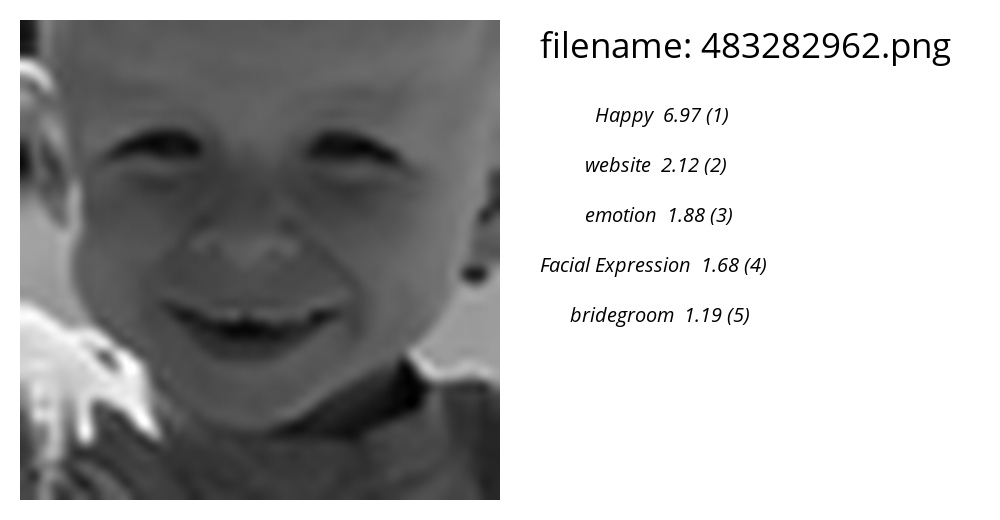 filename: 483282962.png
Happy 6.97 (1)
website 2.12 (2)
emotion 1.88 (3)
Facial Expression 1.68 (4)
bridegroom 1.19 (5)